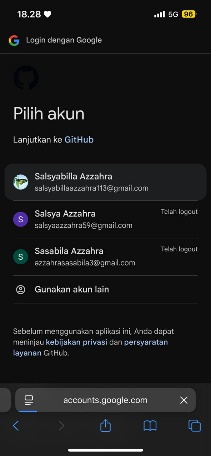 18.28
5G 96
Login dengan Google
Pilih akun
Lanjutkan ke GitHub
Salsyabilla Azzahra
salsyabillaazzahra113@gmail.com
Salsya Azzahra
Telah logout
salsyaazzahra59@gmail.com
Sasabila Azzahra
Telah logout
azzahrasasabila3@gmail.com
Gunakan akun lain
Sebelum menggunakan aplikasi ini, Anda dapat
meninjau kebijakan privasi dan persyaratan
layanan GitHub.
accounts.google.com